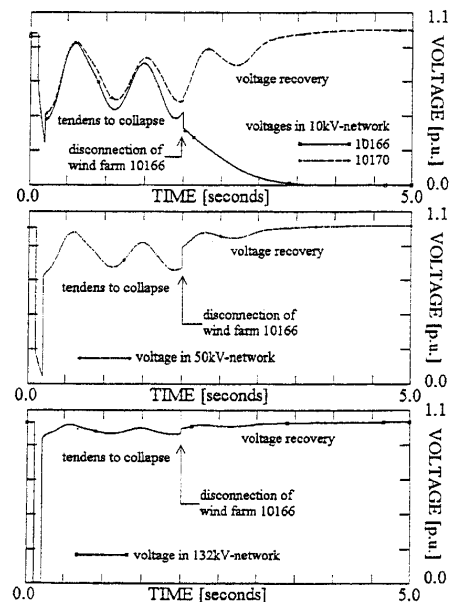 1.1
VOLTAGE [p.u.]
voltage recovery
tendens to collapse
voltages in 10kV-network
10166
10170
disconnection of
wind farm 10166
0.0
0.0 TIME [seconds] 5.0
1.1
VOLTAGE [p.u.]
tendens to collapse
voltage recovery
disconnection of
wind farm 10166
voltage in 50kV-network
0.0
0.0 TIME [seconds] 5.0
1.1
VOLTAGE [p.u.]
voltage recovery
tendens to collapse
disconnection of
wind farm 10166
voltage in 132kV-network
0.0
0.0 TIME [seconds] 5.0